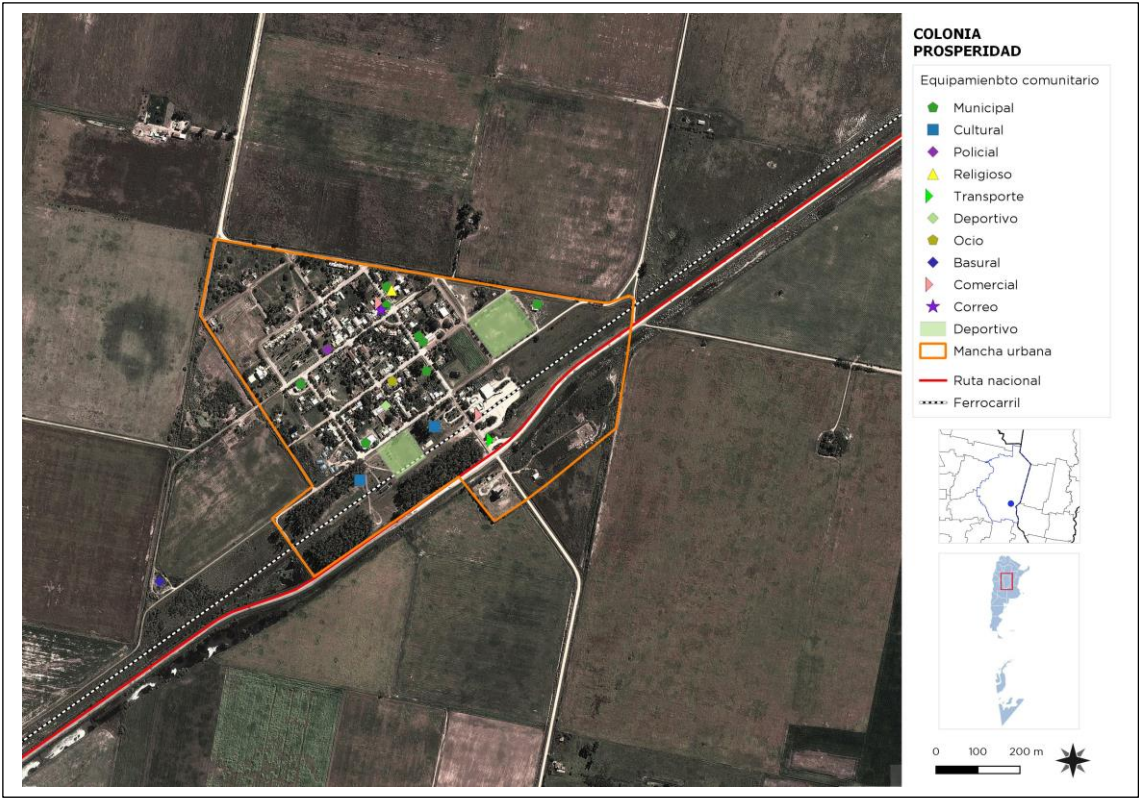 COLONIA
PROSPERIDAD
Equipamienbto comunitario
Municipal
Cultural
Policial
Religioso
Transporte
Deportivo
Ocio
Basural
Comercial
Correo
Deportivo
Mancha urbana
Ruta nacional
Ferrocarril
0 100 200 m